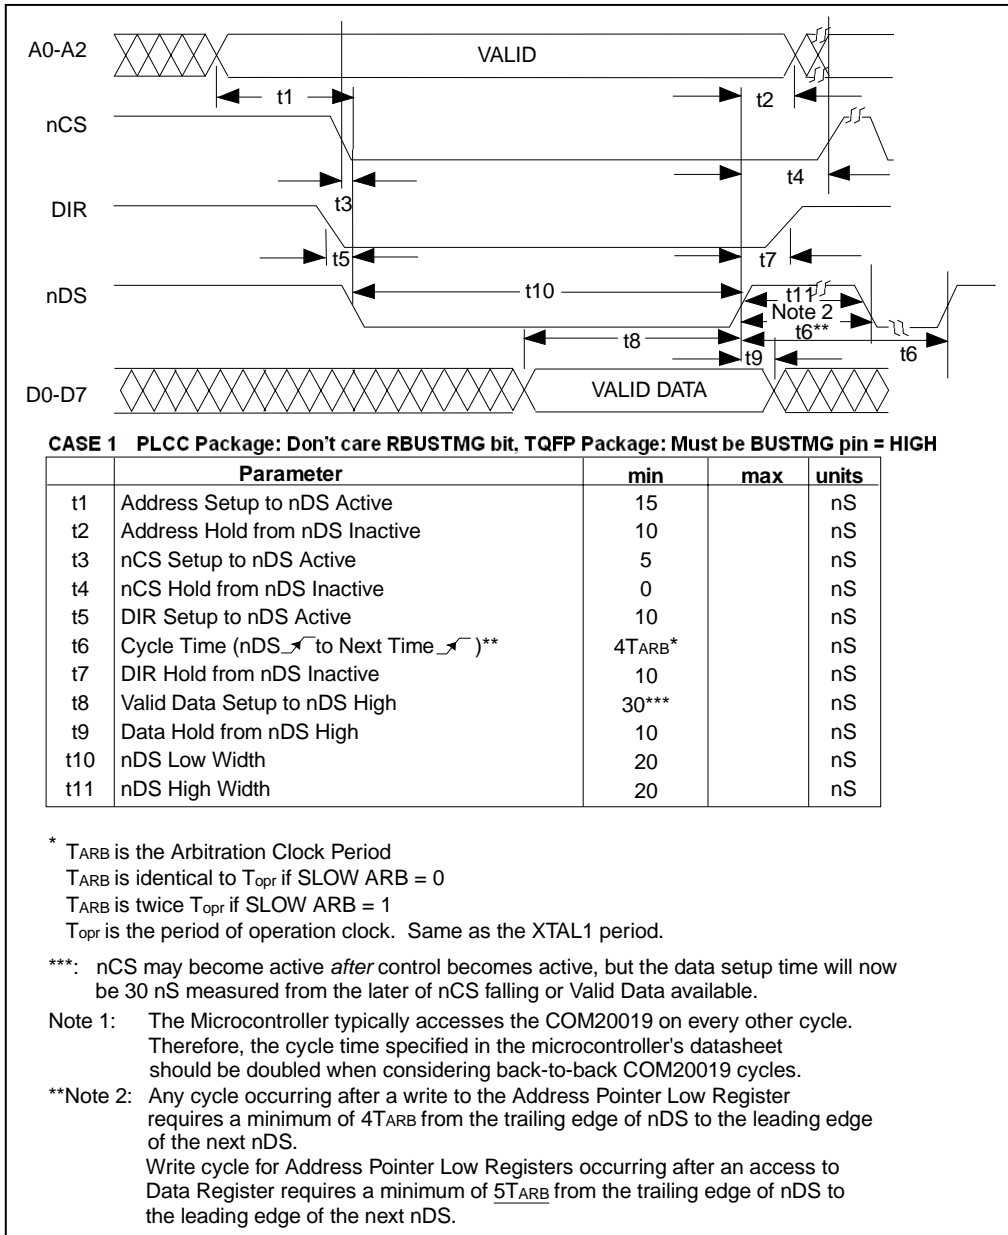 A0-A2
VALID
t1
t2
nCS
t3
t4
DIR
t5
t7
nDS
t10
t11
Note 2
t6**
t8
t6
t9
D0-D7
VALID DATA
CASE 1 PLCC Package: Don't care RBUSTMG bit, TQFP Package: Must be BUSTMG pin = HIGH
Parameter min max units
t1 Address Setup to nDS Active 15 nS
t2 Address Hold from nDS Inactive 10 nS
t3 nCS Setup to nDS Active 5 nS
t4 nCS Hold from nDS Inactive 0 nS
t5 DIR Setup to nDS Active 10 nS
t6 Cycle Time (nDS to Next Time )** 4TARB* nS
t7 DIR Hold from nDS Inactive 10 nS
t8 Valid Data Setup to nDS High 30*** nS
t9 Data Hold from nDS High 10 nS
t10 nDS Low Width 20 nS
t11 nDS High Width 20 nS
* TARB is the Arbitration Clock Period
TARB is identical to Topr if SLOW ARB = 0
TARB is twice Topr if SLOW ARB = 1
Topr is the period of operation clock. Same as the XTAL1 period.
***: nCS may become active after control becomes active, but the data setup time will now
be 30 nS measured from the later of nCS falling or Valid Data available.
Note 1: The Microcontroller typically accesses the COM20019 on every other cycle.
Therefore, the cycle time specified in the microcontroller's datasheet
should be doubled when considering back-to-back COM20019 cycles.
**Note 2: Any cycle occurring after a write to the Address Pointer Low Register
requires a minimum of 4TARB from the trailing edge of nDS to the leading edge
of the next nDS.
Write cycle for Address Pointer Low Registers occurring after an access to
Data Register requires a minimum of 5TARB from the trailing edge of nDS to
the leading edge of the next nDS.